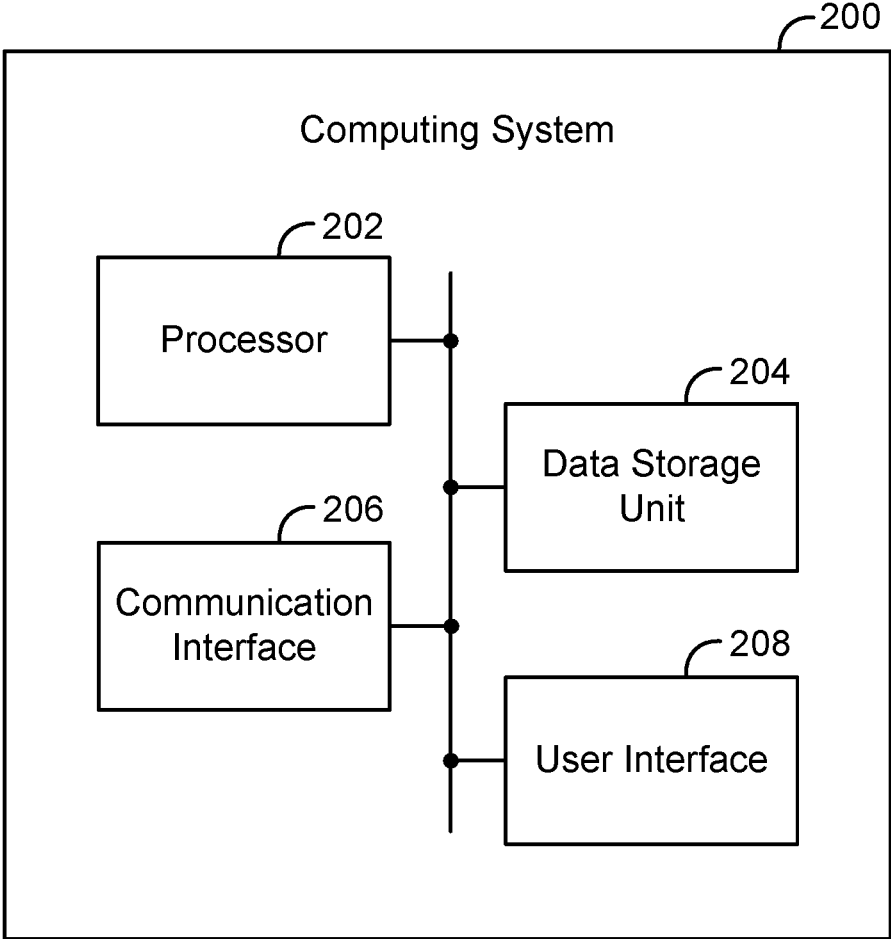 200
Computing System
202
Processor
204
Data Storage
Unit
206
Communication
Interface
208
User Interface